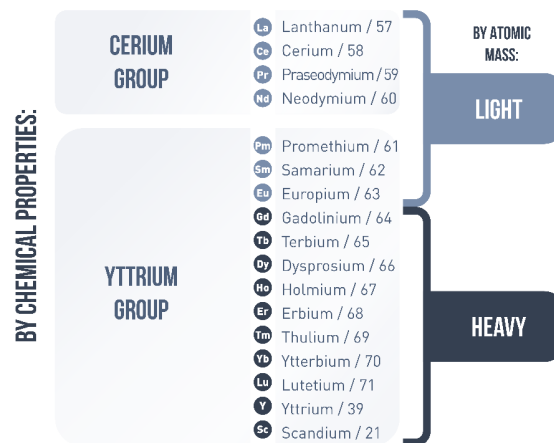 BY CHEMICAL PROPERTIES:
CERIUM
GROUP
La Lanthanum / 57
Ce Cerium / 58
Pr Praseodymium / 59
Nd Neodymium / 60
YTTRIUM
GROUP
Pm Promethium / 61
Sm Samarium / 62
Eu Europium / 63
Gd Gadolinium / 64
Tb Terbium / 65
Dy Dysprosium / 66
Ho Holmium / 67
Er Erbium / 68
Tm Thulium / 69
Yb Ytterbium / 70
Lu Lutetium / 71
Y Yttrium / 39
Sc Scandium / 21
BY ATOMIC
MASS:
LIGHT
HEAVY